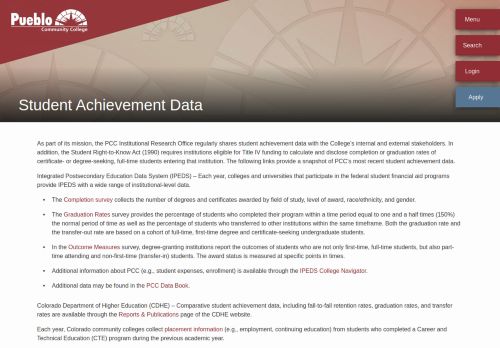 Pueblo
Community College
Menu
Search
Login
Apply
Student Achievement Data
As part of its mission, the PCC Institutional Research Office regularly shares student achievement data with the College's internal and external stakeholders. In
addition, the Student Right-to-Know Act (1990) requires institutions eligible for Title IV funding to calculate and disclose completion or graduation rates of
certificate- or degree-seeking, full-time students entering that institution. The following links provide a snapshot of PCC's most recent student achievement data.
Integrated Postsecondary Education Data System (IPEDS) – Each year, colleges and universities that participate in the federal student financial aid programs
provide IPEDS with a wide range of institutional-level data.
• The Completion survey collects the number of degrees and certificates awarded by field of study, level of award, race/ethnicity, and gender.
• The Graduation Rates survey provides the percentage of students who completed their program within a time period equal to one and a half times (150%)
the normal period of time as well as the percentage of students who transferred to other institutions within the same timeframe. Both the graduation rate
and the transfer-out rate are based on a cohort of full-time, first-time degree and certificate-seeking undergraduate students.
• In the Outcome Measures survey, degree-granting institutions report the outcomes of students who are not only first-time, full-time students, but also part-
time attending and non-first-time (transfer-in) students. The award status is measured at specific points in times.
• Additional information about PCC (e.g., student expenses, enrollment) is available through the IPEDS College Navigator.
• Additional data may be found in the PCC Data Book.
Colorado Department of Higher Education (CDHE) – Comparative student achievement data, including fall-to-fall retention rates, graduation rates, and transfer
rates are available through the Reports & Publications page of the CDHE website.
Each year, Colorado community colleges collect placement information (e.g., employment, continuing education) from students who completed a Career and
Technical Education (CTE) program during the previous academic year.